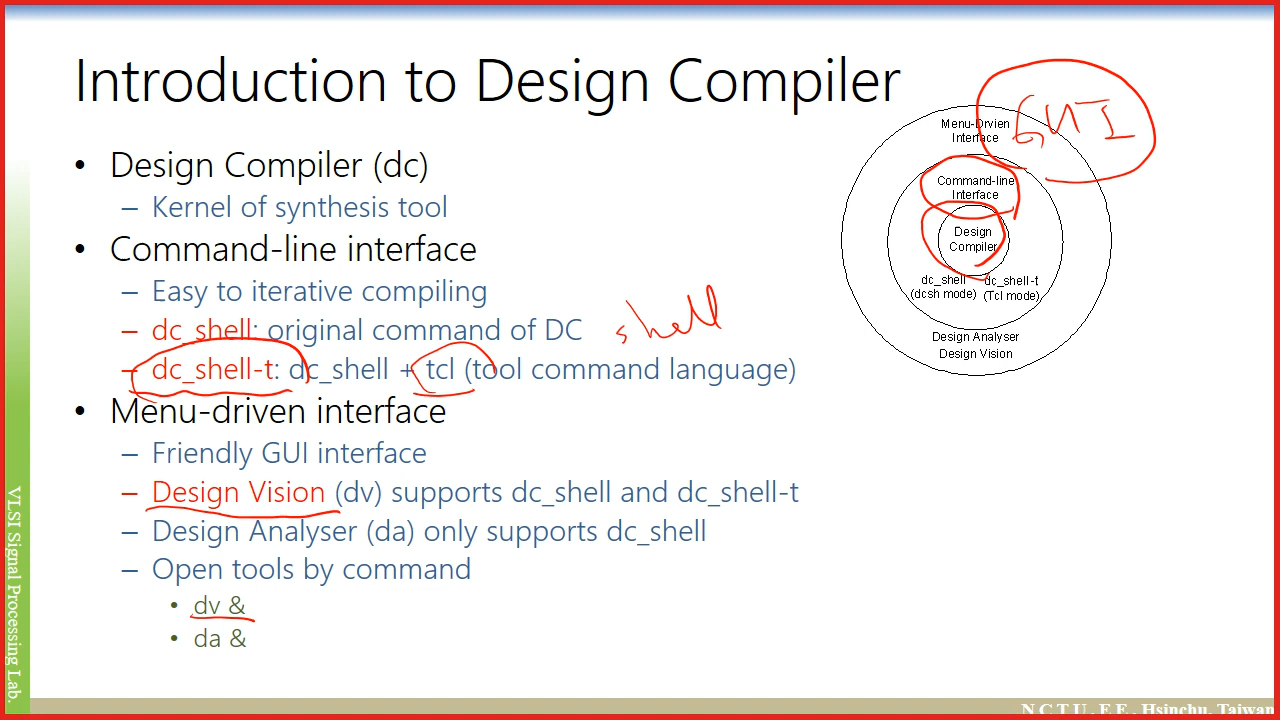 Introduction to Design Compiler
• Design Compiler (dc)
– Kernel of synthesis tool
• Command-line interface
– Easy to iterative compiling
– dc_shell: original command of DC
shell
– dc_shell-t: dc_shell + tcl (tool command language)
• Menu-driven interface
– Friendly GUI interface
– Design Vision (dv) supports dc_shell and dc_shell-t
– Design Analyser (da) only supports dc_shell
– Open tools by command
• dv &
• da &
GUI
Menu-Drvien
Interface
Command-line
Interface
Design
Compiler
dc_shell dc_shell-t
(dcsh mode) (Tcl mode)
Design Analyser
Design Vision
VLSI Signal Processing Lab.
N C T U . E E , Hsinchu, Taiwan